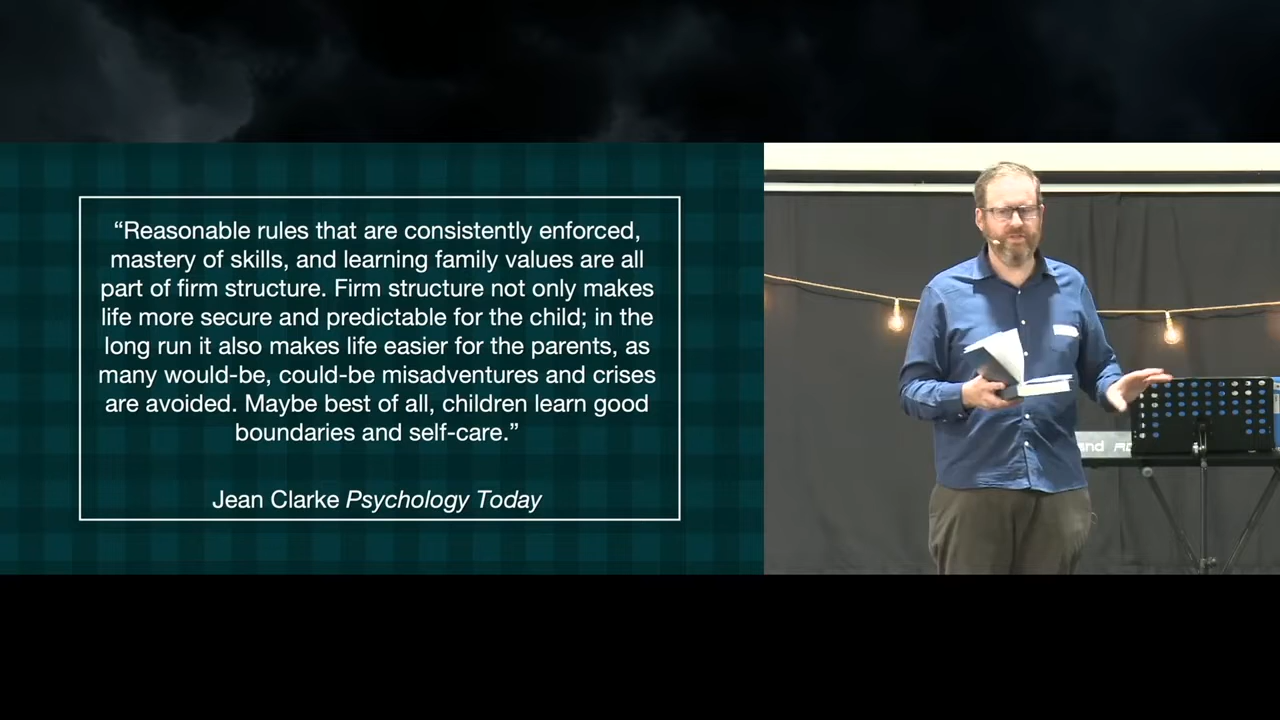 “Reasonable rules that are consistently enforced,
mastery of skills, and learning family values are all
part of firm structure. Firm structure not only makes
life more secure and predictable for the child; in the
long run it also makes life easier for the parents, as
many would-be, could-be misadventures and crises
are avoided. Maybe best of all, children learn good
boundaries and self-care.”
Jean Clarke Psychology Today